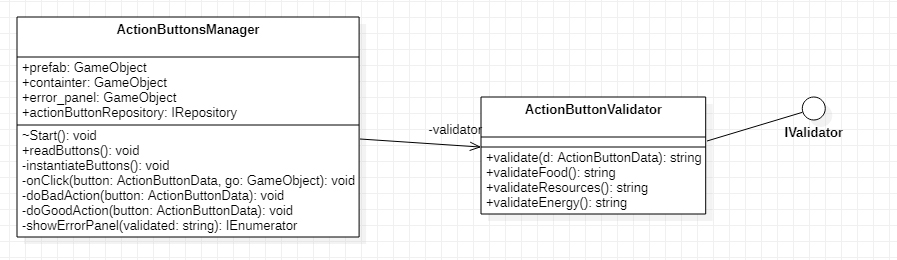 ActionButtonsManager
+prefab: GameObject
+containter: GameObject
+error_panel: GameObject
+actionButtonRepository: IRepository
~Start(): void
+readButtons(): void
-instantiateButtons(): void
-onClick(button: ActionButtonData, go: GameObject): void
-doBadAction(button: ActionButtonData): void
-doGoodAction(button: ActionButtonData): void
-showErrorPanel(validated: string): IEnumerator
-validator
ActionButtonValidator
+validate(d: ActionButtonData): string
+validateFood(): string
+validateResources(): string
+validateEnergy(): string
IValidator